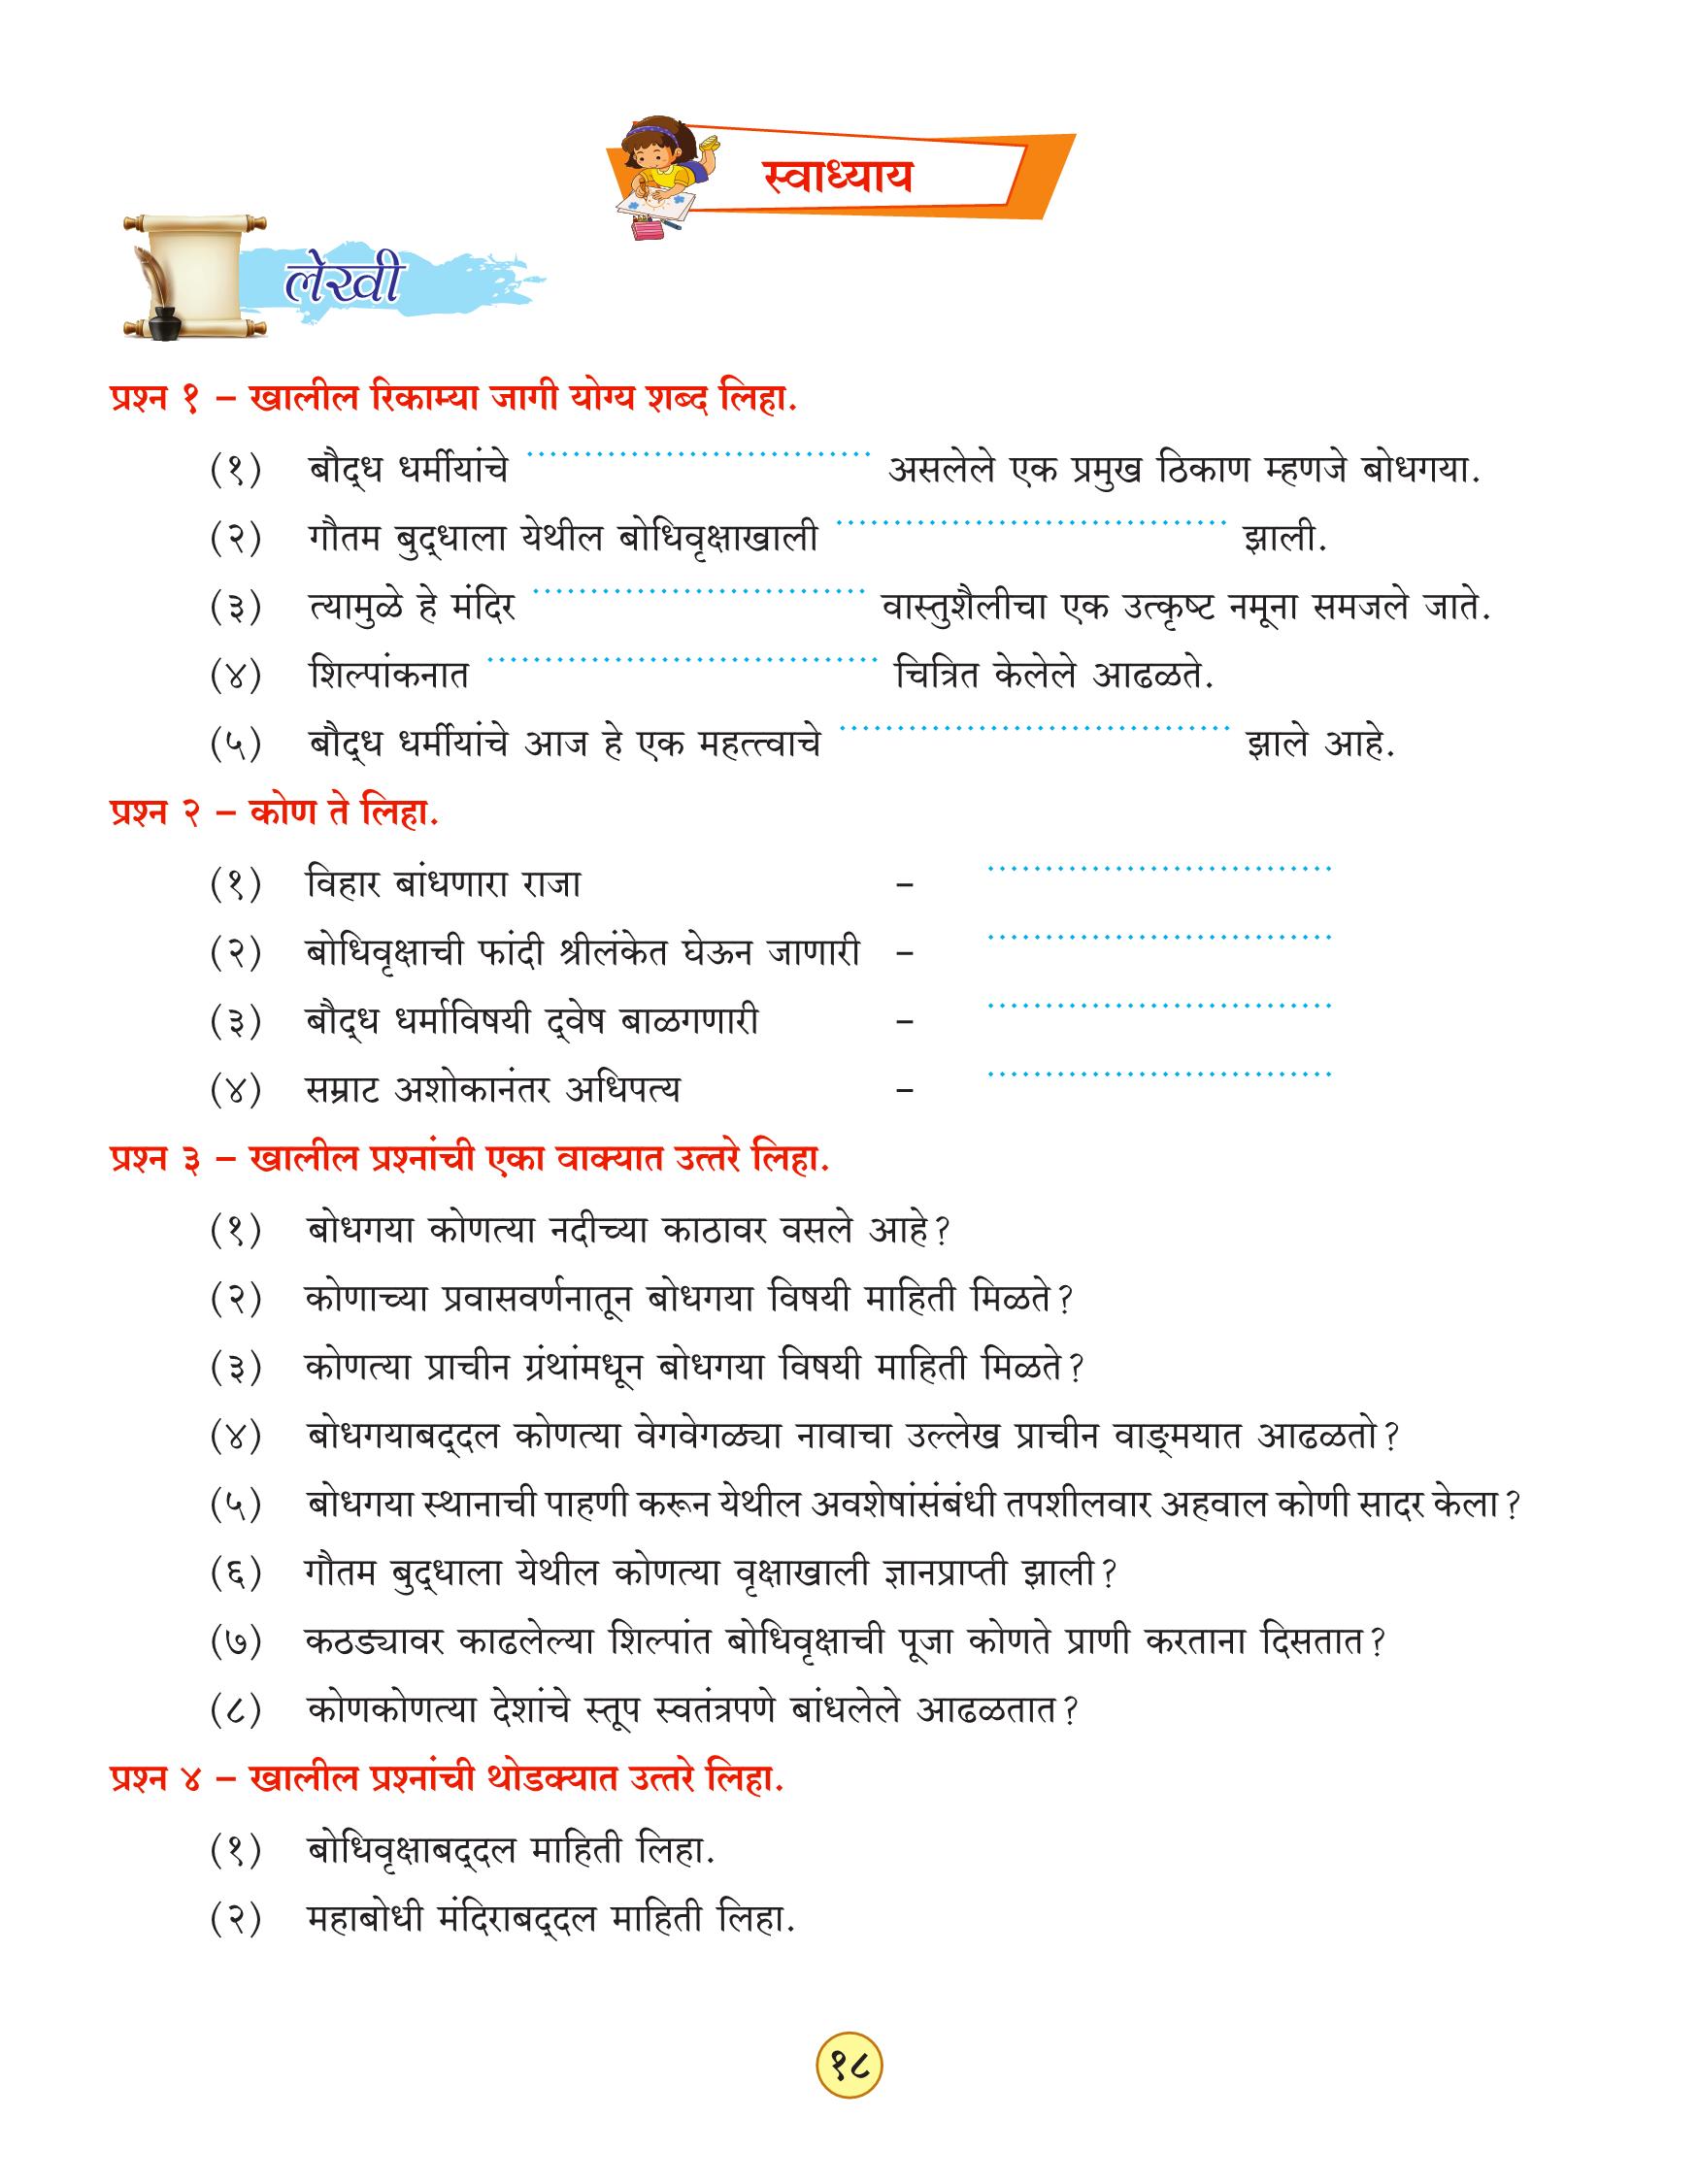 स्वाध्याय
लेखी
प्रश्न १ – खालील रिकाम्या जागी योग्य शब्द लिहा.
(१) बौद्ध धर्मीयांचे .............................. असलेले एक प्रमुख ठिकाण म्हणजे बोधगया.
(२) गौतम बुद्धाला येथील बोधिवृक्षाखाली .................................. झाली.
(३) त्यामुळे हे मंदिर ............................. वास्तुशैलीचा एक उत्कृष्ट नमूना समजले जाते.
(४) शिल्पांकनात .................................. चित्रित केलेले आढळते.
(५) बौद्ध धर्मीयांचे आज हे एक महत्त्वाचे .................................. झाले आहे.
प्रश्न २ – कोण ते लिहा.
(१) विहार बांधणारा राजा – ..............................
(२) बोधिवृक्षाची फांदी श्रीलंकेत घेऊन जाणारी – ..............................
(३) बौद्ध धर्माविषयी द्वेष बाळगणारी – ..............................
(४) सम्राट अशोकानंतर अधिपत्य – ..............................
प्रश्न ३ – खालील प्रश्नांची एका वाक्यात उत्तरे लिहा.
(१) बोधगया कोणत्या नदीच्या काठावर वसले आहे?
(२) कोणाच्या प्रवासवर्णनातून बोधगया विषयी माहिती मिळते?
(३) कोणत्या प्राचीन ग्रंथांमधून बोधगया विषयी माहिती मिळते?
(४) बोधगयाबद्दल कोणत्या वेगवेगळ्या नावाचा उल्लेख प्राचीन वाङ्मयात आढळतो?
(५) बोधगया स्थानाची पाहणी करून येथील अवशेषांसंबंधी तपशीलवार अहवाल कोणी सादर केला?
(६) गौतम बुद्धाला येथील कोणत्या वृक्षाखाली ज्ञानप्राप्ती झाली?
(७) कठड्यावर काढलेल्या शिल्पांत बोधिवृक्षाची पूजा कोणते प्राणी करताना दिसतात?
(८) कोणकोणत्या देशांचे स्तूप स्वतंत्रपणे बांधलेले आढळतात?
प्रश्न ४ – खालील प्रश्नांची थोडक्यात उत्तरे लिहा.
(१) बोधिवृक्षाबद्दल माहिती लिहा.
(२) महाबोधी मंदिराबद्दल माहिती लिहा.
१८